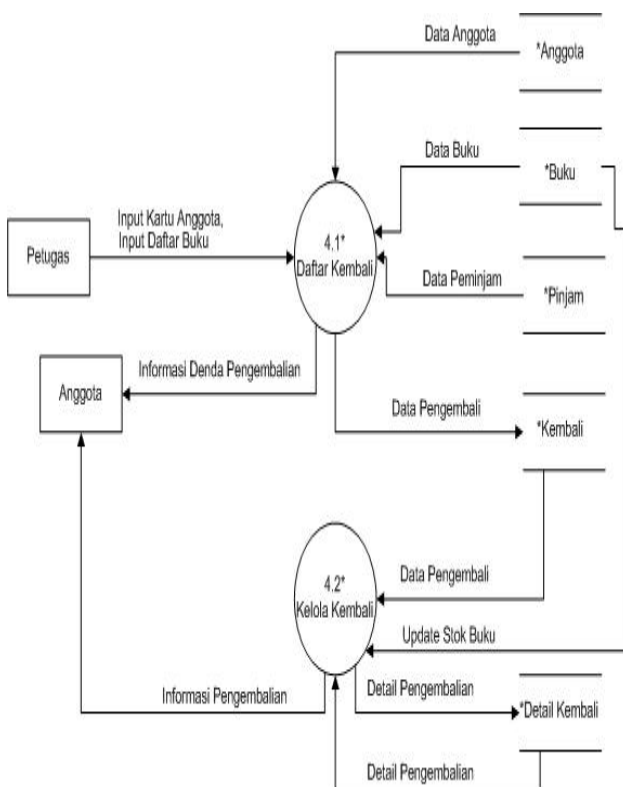 Data Anggota
*Anggota
Data Buku
*Buku
Input Kartu Anggota,
Input Daftar Buku
Petugas
4.1*
Daftar Kembali
Data Peminjam
*Pinjam
Informasi Denda Pengembalian
Anggota
Data Pengembali
*Kembali
4.2*
Kelola Kembali
Data Pengembali
Update Stok Buku
Informasi Pengembalian
Detail Pengembalian
*Detail Kembali
Detail Pengembalian